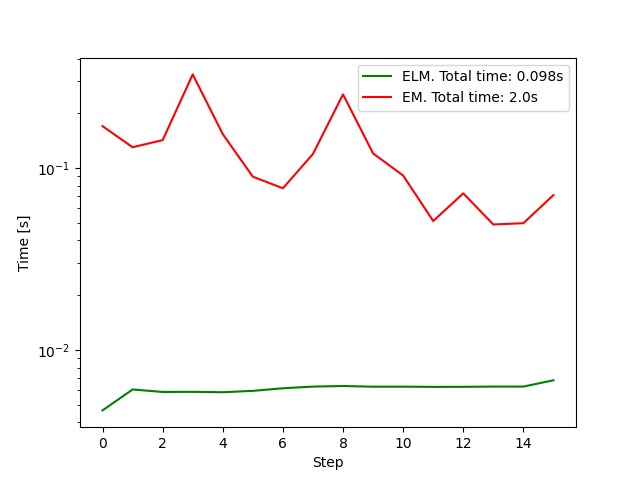 ELM. Total time: 0.098s
EM. Total time: 2.0s
10⁻¹
10⁻²
Time [s]
0 2 4 6 8 10 12 14
Step